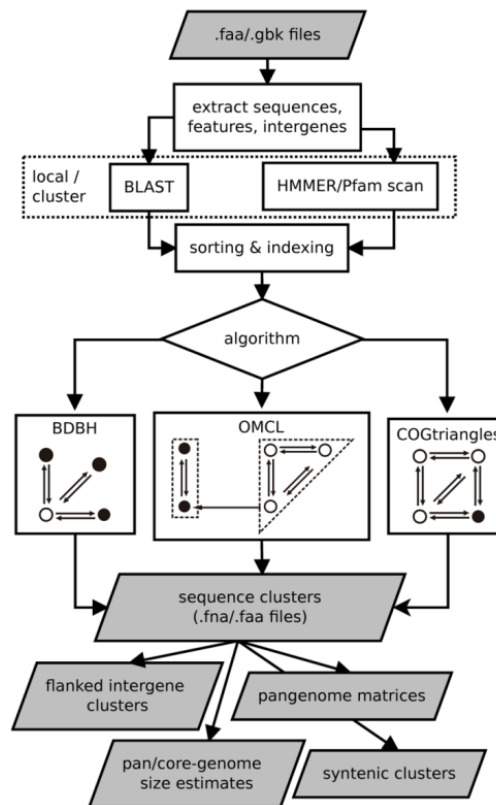 .faa/.gbk files
extract sequences,
features, intergenes
local /
cluster
BLAST
HMMER/Pfam scan
sorting & indexing
algorithm
BDBH
OMCL
COGtriangles
sequence clusters
(.fna/.faa files)
flanked intergene
clusters
pangenome matrices
pan/core-genome
size estimates
syntenic clusters